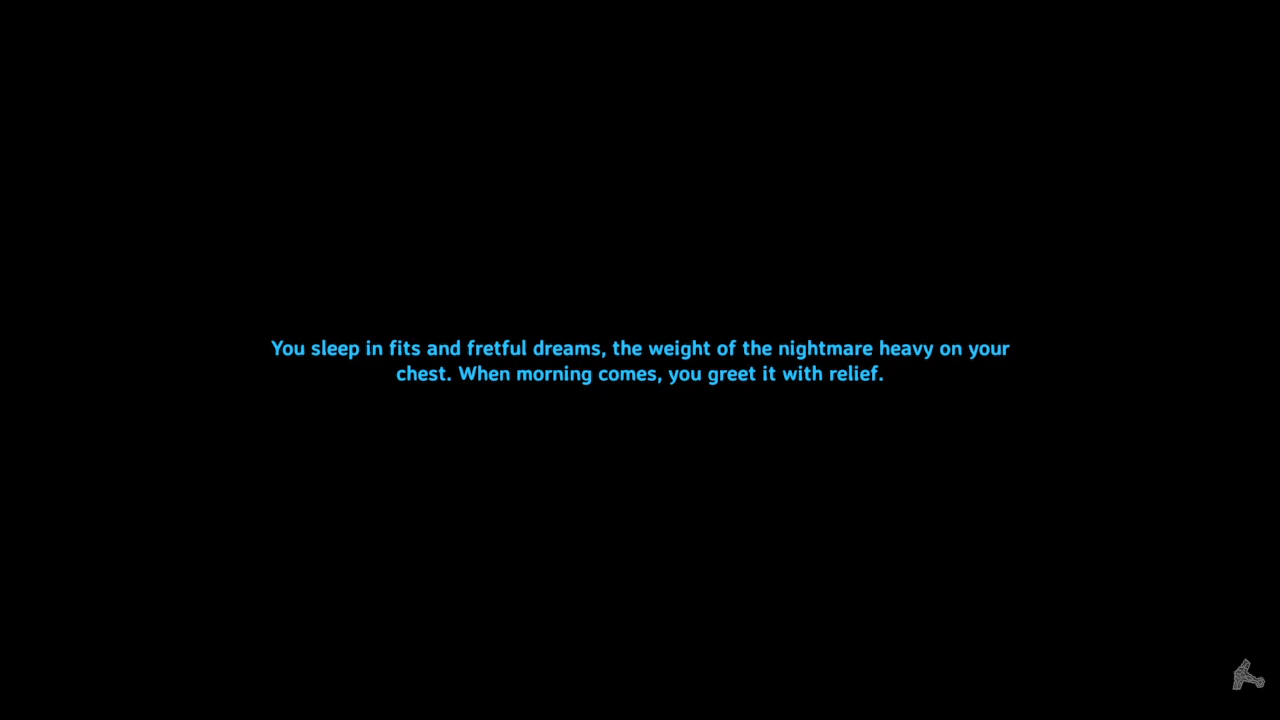 You sleep in fits and fretful dreams, the weight of the nightmare heavy on your
chest. When morning comes, you greet it with relief.